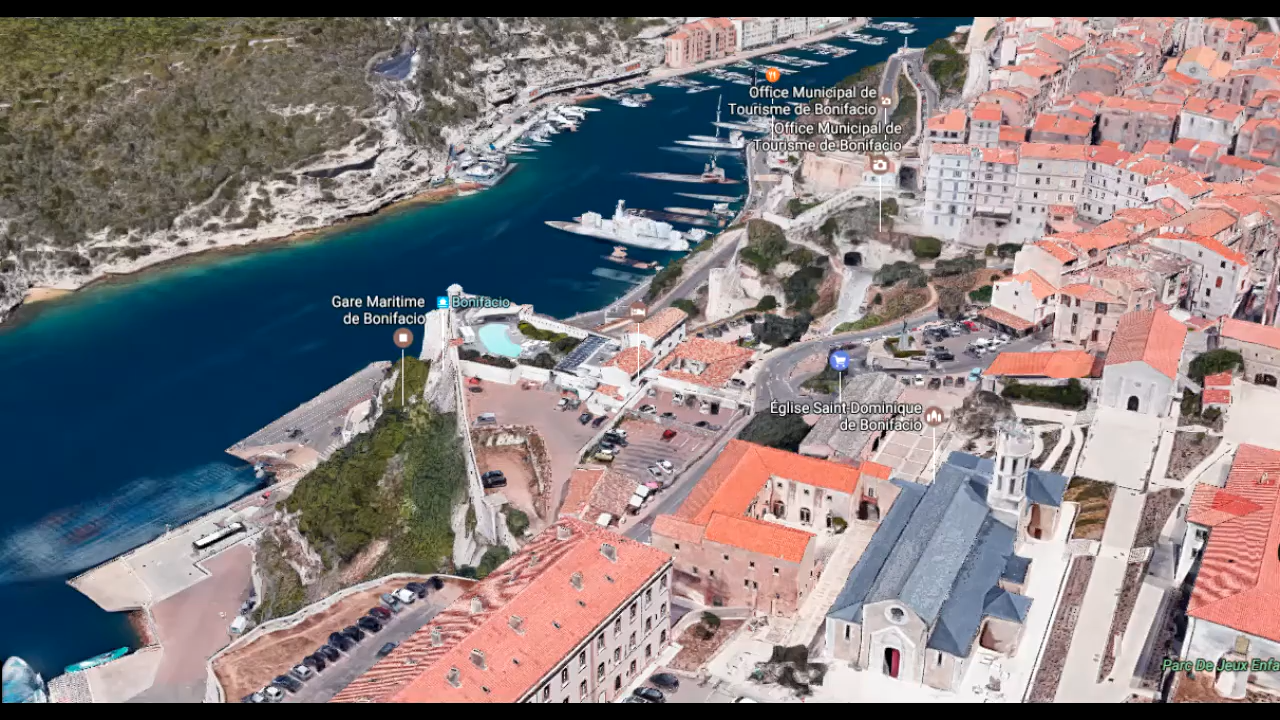 Office Municipal de
Tourisme de Bonifacio
Office Municipal de
Tourisme de Bonifacio
Gare Maritime
de Bonifacio
Bonifacio
Église Saint-Dominique
de Bonifacio
Parc De Jeux Enfa